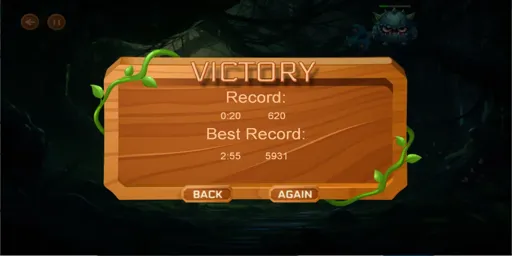 VICTORY
Record:
0:20 620
Best Record:
2:55 5931
BACK AGAIN